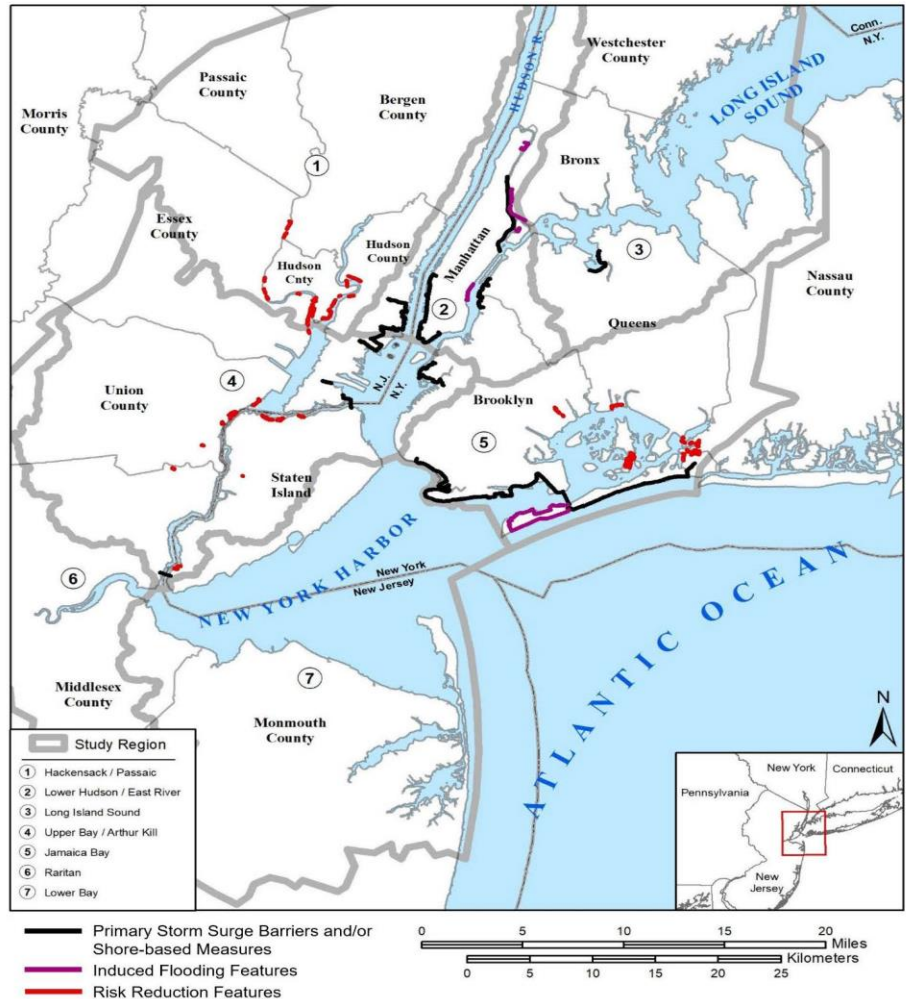 Conn.
N.Y.
Westchester
County
Passaic
County
HUDSON R.
LONG ISLAND
SOUND
Morris
County
Bergen
County
1
Bronx
Essex
County
Hudson
County
Manhattan
3
Hudson
Cnty
Nassau
County
2
Queens
N.J.
N.Y.
4
Union
County
Brooklyn
5
Staten
Island
6
NEW YORK HARBOR
New York
New Jersey
ATLANTIC OCEAN
7
Middlesex
County
Monmouth
County
N
Study Region
1 Hackensack / Passaic
2 Lower Hudson / East River
3 Long Island Sound
4 Upper Bay / Arthur Kill
5 Jamaica Bay
6 Raritan
7 Lower Bay
New York
Connecticut
Pennsylvania
New
Jersey
Primary Storm Surge Barriers and/or
Shore-based Measures
Induced Flooding Features
Risk Reduction Features
0 5 10 15 20
Miles
Kilometers
0 5 10 15 20 25